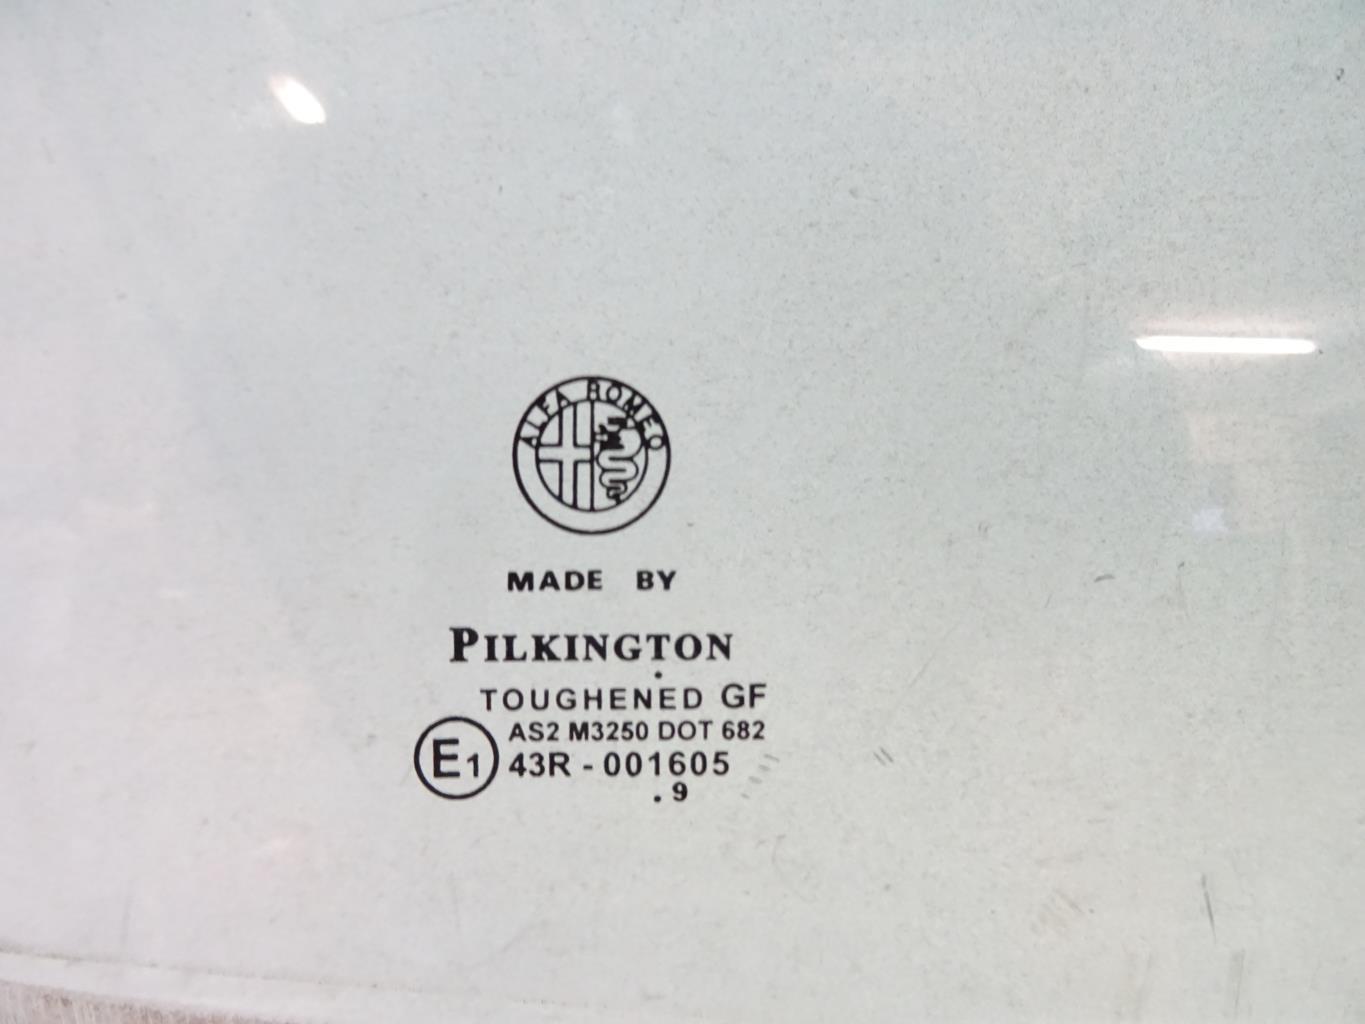 ALFA ROMEO
MADE BY
PILKINGTON
.
TOUGHENED GF
AS2 M3250 DOT 682
E1 43R - 001605
. 9